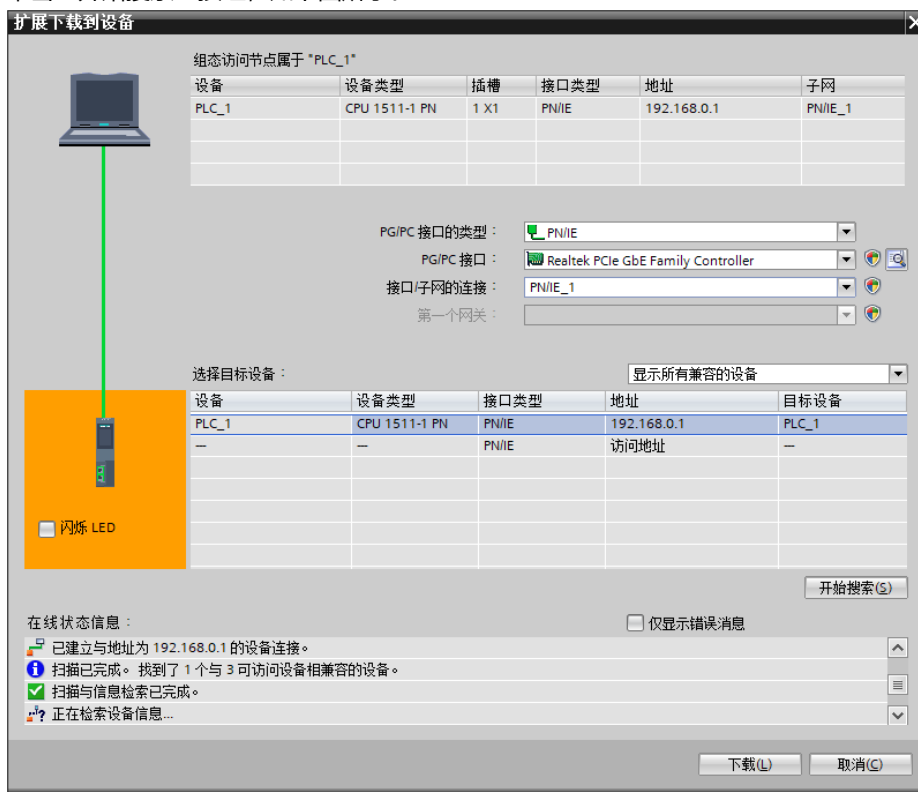 扩展下载到设备
组态访问节点属于 "PLC_1"
设备 设备类型 插槽 接口类型 地址 子网
PLC_1 CPU 1511-1 PN 1 X1 PN/IE 192.168.0.1 PN/IE_1
PG/PC 接口的类型： PN/IE
PG/PC 接口： Realtek PCIe GbE Family Controller
接口/子网的连接： PN/IE_1
第一个网关：
选择目标设备： 显示所有兼容的设备
设备 设备类型 接口类型 地址 目标设备
PLC_1 CPU 1511-1 PN PN/IE 192.168.0.1 PLC_1
— — PN/IE 访问地址 —
闪烁 LED
开始搜索(S)
在线状态信息： 仅显示错误消息
已建立与地址为 192.168.0.1 的设备连接。
扫描已完成。 找到了 1 个与 3 可访问设备相兼容的设备。
扫描与信息检索已完成。
正在检索设备信息...
下载(L) 取消(C)